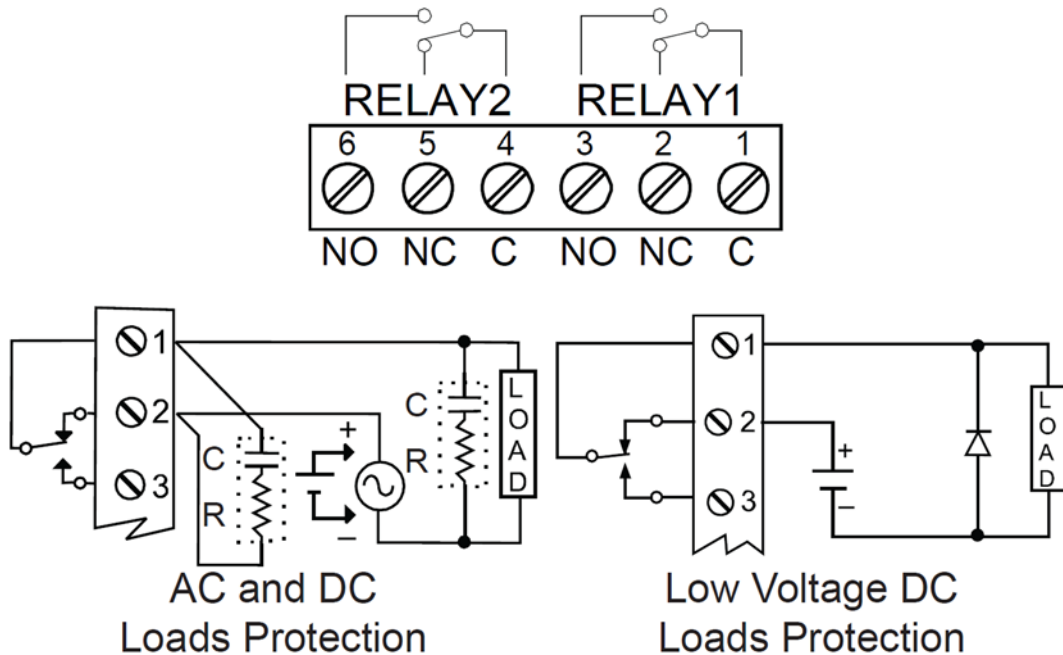 RELAY2 RELAY1
6 5 4 3 2 1
NO NC C NO NC C
1
2
3
C
R
+
−
C
R
LOAD
AC and DC
Loads Protection
1
2
3
+
−
LOAD
Low Voltage DC
Loads Protection